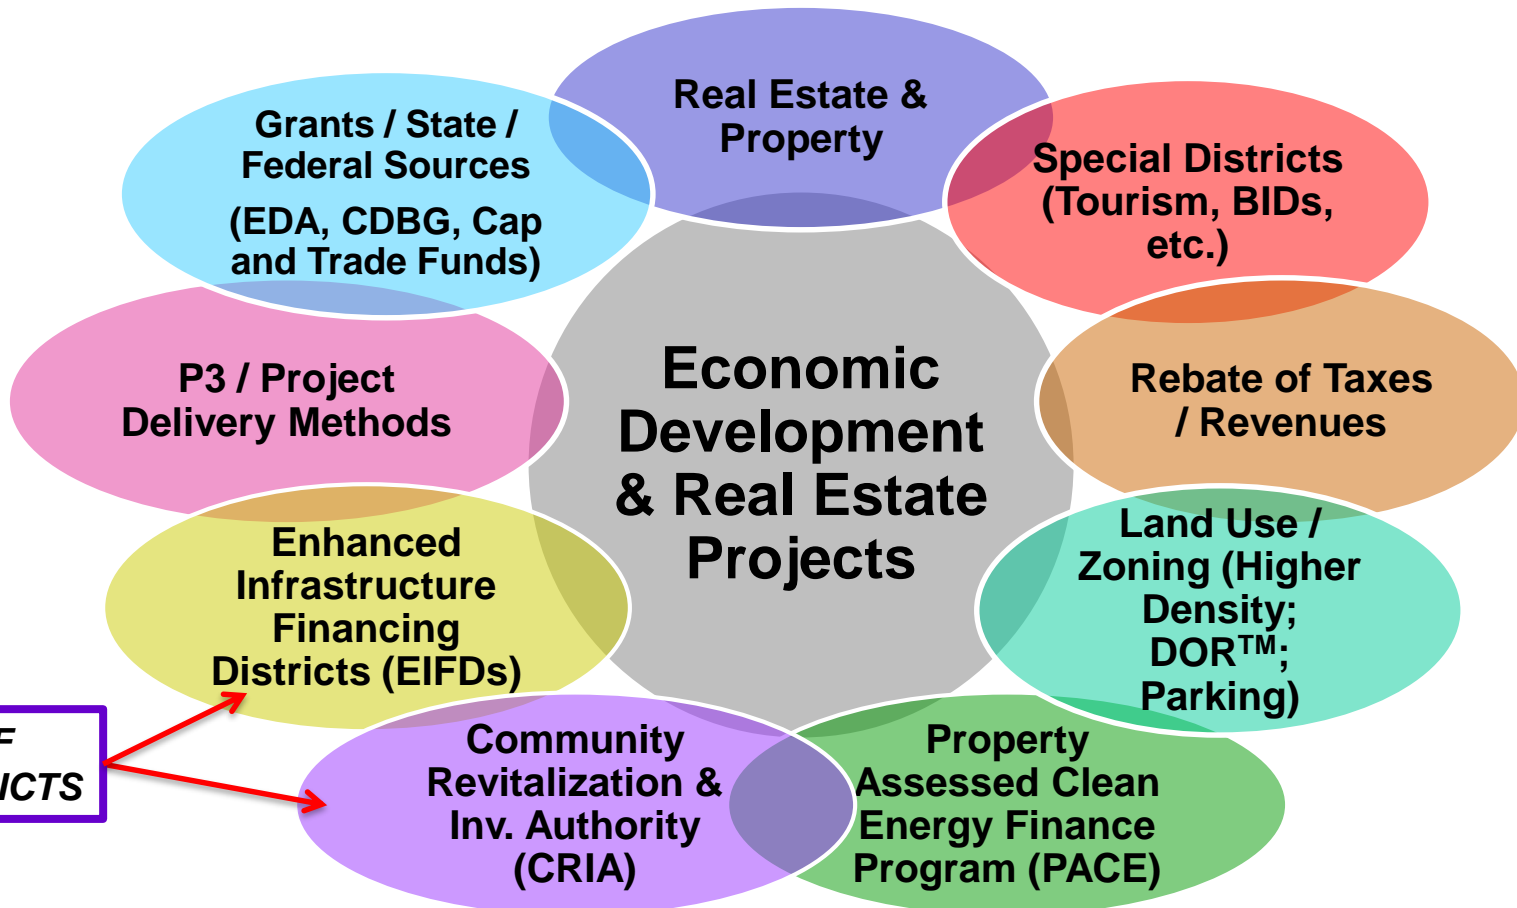 Real Estate &
Property
Grants / State /
Federal Sources
(EDA, CDBG, Cap
and Trade Funds)
Special Districts
(Tourism, BIDs,
etc.)
P3 / Project
Delivery Methods
Economic
Development
& Real Estate
Projects
Rebate of Taxes
/ Revenues
Enhanced
Infrastructure
Financing
Districts (EIFDs)
Land Use /
Zoning (Higher
Density;
DOR™;
Parking)
Community
Revitalization &
Inv. Authority
(CRIA)
Property
Assessed Clean
Energy Finance
Program (PACE)